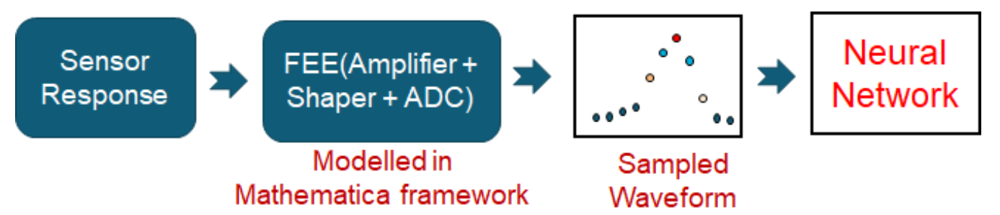 Sensor
Response
FEE(Amplifier +
Shaper + ADC)
Modelled in
Mathematica framework
Sampled
Waveform
Neural
Network